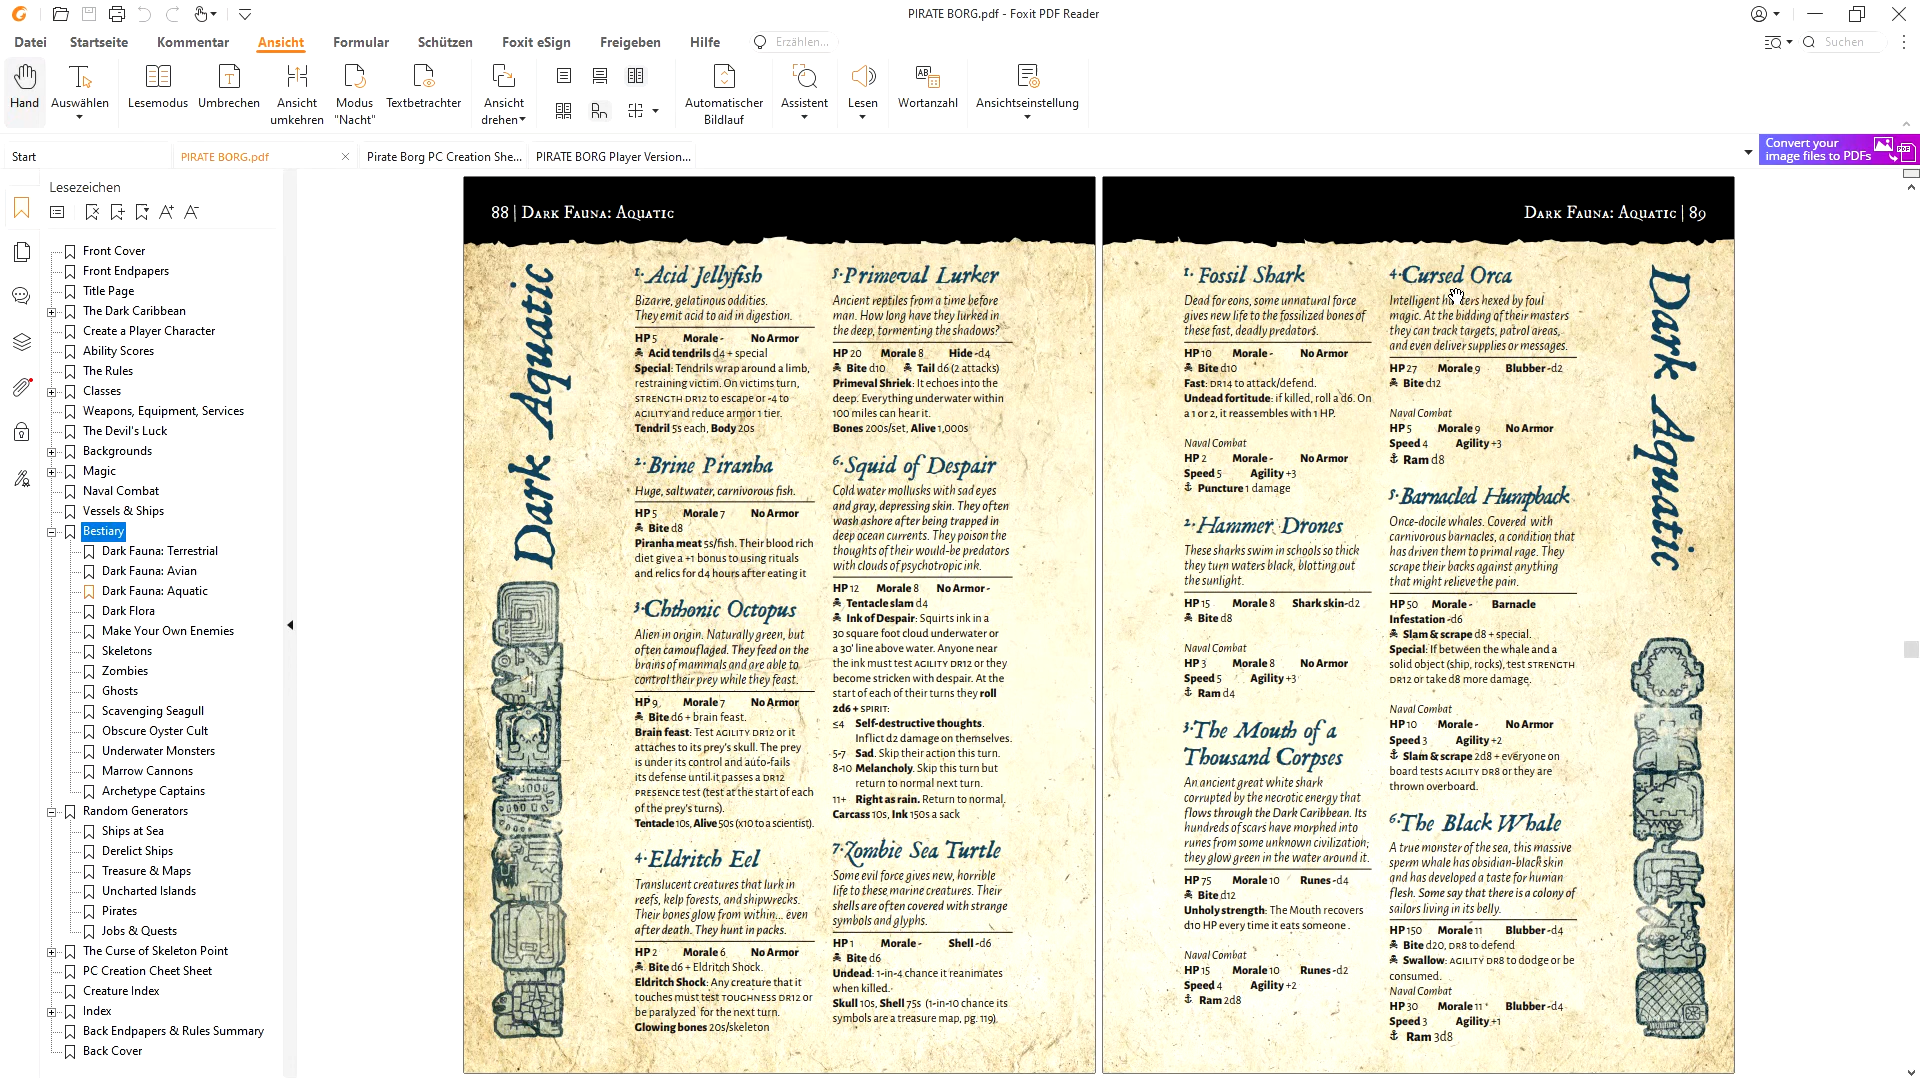 PIRATE BORG.pdf - Foxit PDF Reader
Datei Startseite Kommentar Ansicht Formular Schützen Foxit eSign Freigeben Hilfe Erzählen... Suchen
Hand
Auswählen
Lesemodus
Umbrechen
Ansicht
umkehren
Modus
"Nacht"
Textbetrachter
Ansicht
drehen
Automatischer
Bildlauf
Assistent
Lesen
Wortanzahl
Ansichtseinstellung
Start
PIRATE BORG.pdf
Pirate Borg PC Creation She...
PIRATE BORG Player Version...
Convert your
image files to PDFs
Lesezeichen
Front Cover
Front Endpapers
Title Page
The Dark Caribbean
Create a Player Character
Ability Scores
The Rules
Classes
Weapons, Equipment, Services
The Devil's Luck
Backgrounds
Magic
Naval Combat
Vessels & Ships
Bestiary
Dark Fauna: Terrestrial
Dark Fauna: Avian
Dark Fauna: Aquatic
Dark Flora
Make Your Own Enemies
Skeletons
Zombies
Ghosts
Scavenging Seagull
Obscure Oyster Cult
Underwater Monsters
Marrow Cannons
Archetype Captains
Random Generators
Ships at Sea
Derelict Ships
Treasure & Maps
Uncharted Islands
Pirates
Jobs & Quests
The Curse of Skeleton Point
PC Creation Cheet Sheet
Creature Index
Index
Back Endpapers & Rules Summary
Back Cover
88 | Dark Fauna: Aquatic
Dark Aquatic
1. Acid Jellyfish
Bizarre, gelatinous oddities.
They emit acid to aid in digestion.
HP 5 Morale - No Armor
Acid tendrils d4 + special
Special: Tendrils wrap around a limb,
restraining victim. On victims turn,
STRENGTH DR12 to escape or -4 to
AGILITY and reduce armor 1 tier.
Tendril 5s each, Body 20s
2. Brine Piranha
Huge, saltwater, carnivorous fish.
HP 5 Morale 7 No Armor
Bite d8
Piranha meat 5s/fish. Their blood rich
diet give a +1 bonus to using rituals
and relics for d4 hours after eating it
3. Chthonic Octopus
Alien in origin. Naturally green, but
often camouflaged. They feed on the
brains of mammals and are able to
control their prey while they feast.
HP 9 Morale 7 No Armor
Bite d6 + brain feast.
Brain feast: Test AGILITY DR12 or it
attaches to its prey's skull. The prey
is under its control and auto-fails
its defense until it passes a DR12
PRESENCE test (test at the start of each
of the prey's turns).
Tentacle 10s, Alive 50s (x10 to a scientist).
4. Eldritch Eel
Translucent creatures that lurk in
reefs, kelp forests, and shipwrecks.
Their bones glow from within... even
after death. They hunt in packs.
HP 2 Morale 6 No Armor
Bite d6 + Eldritch Shock.
Eldritch Shock: Any creature that it
touches must test TOUGHNESS DR12 or
be paralyzed for the next turn.
Glowing bones 20s/skeleton
5. Primeval Lurker
Ancient reptiles from a time before
man. How long have they lurked in
the deep, tormenting the shadows?
HP 20 Morale 8 Hide -d4
Bite d10 Tail d6 (2 attacks)
Primeval Shriek: It echoes into the
deep. Everything underwater within
100 miles can hear it.
Bones 200s/set, Alive 1,000s
6. Squid of Despair
Cold water mollusks with sad eyes
and gray, depressing skin. They often
wash ashore after being trapped in
deep ocean currents. They poison the
thoughts of their would-be predators
with clouds of psychotropic ink.
HP 12 Morale 8 No Armor -
Tentacle slam d4
Ink of Despair: Squirts ink in a
30 square foot cloud underwater or
a 30' line above water. Anyone near
the ink must test AGILITY DR12 or they
become stricken with despair. At the
start of each of their turns they roll
2d6 + SPIRIT:
≤4 Self-destructive thoughts.
Inflict d2 damage on themselves.
5-7 Sad. Skip their action this turn.
8-10 Melancholy. Skip this turn but
return to normal next turn.
11+ Right as rain. Return to normal.
Carcass 10s, Ink 150s a sack
7. Zombie Sea Turtle
Some evil force gives new, horrible
life to these marine creatures. Their
shells are often covered with strange
symbols and glyphs.
HP 1 Morale - Shell -d6
Bite d6
Undead: 1-in-4 chance it reanimates
when killed.
Skull 10s, Shell 75s (1-in-10 chance its
symbols are a treasure map, pg. 119).
Dark Fauna: Aquatic | 89
1. Fossil Shark
Dead for eons, some unnatural force
gives new life to the fossilized bones of
these fast, deadly predators.
HP 10 Morale - No Armor
Bite d10
Fast: DR14 to attack/defend.
Undead fortitude: if killed, roll a d6. On
a 1 or 2, it reassembles with 1 HP.
Naval Combat
HP 2 Morale - No Armor
Speed 5 Agility +3
Puncture 1 damage
2. Hammer Drones
These sharks swim in schools so thick
they turn waters black, blotting out
the sunlight.
HP 15 Morale 8 Shark skin -d2
Bite d8
Naval Combat
HP 3 Morale 8 No Armor
Speed 5 Agility +3
Ram d4
3. The Mouth of a
Thousand Corpses
An ancient great white shark
corrupted by the necrotic energy that
flows through the Dark Caribbean. Its
hundreds of scars have morphed into
runes from some unknown civilization;
they glow green in the water around it.
HP 75 Morale 10 Runes -d4
Bite d12
Unholy strength: The Mouth recovers
d10 HP every time it eats someone.
Naval Combat
HP 15 Morale 10 Runes -d2
Speed 4 Agility +2
Ram 2d8
4. Cursed Orca
Intelligent hexed by foul
magic. At the bidding of their masters
they can track targets, patrol areas,
and even deliver supplies or messages.
HP 27 Morale 9 Blubber -d2
Bite d12
Naval Combat
HP 5 Morale 9 No Armor
Speed 4 Agility +3
Ram d8
5. Barnacled Humpback
Once-docile whales. Covered with
carnivorous barnacles, a condition that
has driven them to primal rage. They
scrape their backs against anything
that might relieve the pain.
HP 50 Morale - Barnacle
Infestation -d6
Slam & scrape d8 + special.
Special: If between the whale and a
solid object (ship, rocks), test STRENGTH
DR12 or take d8 more damage.
Naval Combat
HP 10 Morale - No Armor
Speed 3 Agility +2
Slam & scrape 2d8 + everyone on
board tests AGILITY DR8 or they are
thrown overboard.
6. The Black Whale
A true monster of the sea, this massive
sperm whale has obsidian-black skin
and has developed a taste for human
flesh. Some say that there is a colony of
sailors living in its belly.
HP 150 Morale 11 Blubber -d4
Bite d20, DR8 to defend
Swallow: AGILITY DR8 to dodge or be
consumed.
Naval Combat
HP 30 Morale 11 Blubber -d4
Speed 3 Agility +1
Ram 3d8
Dark Aquatic